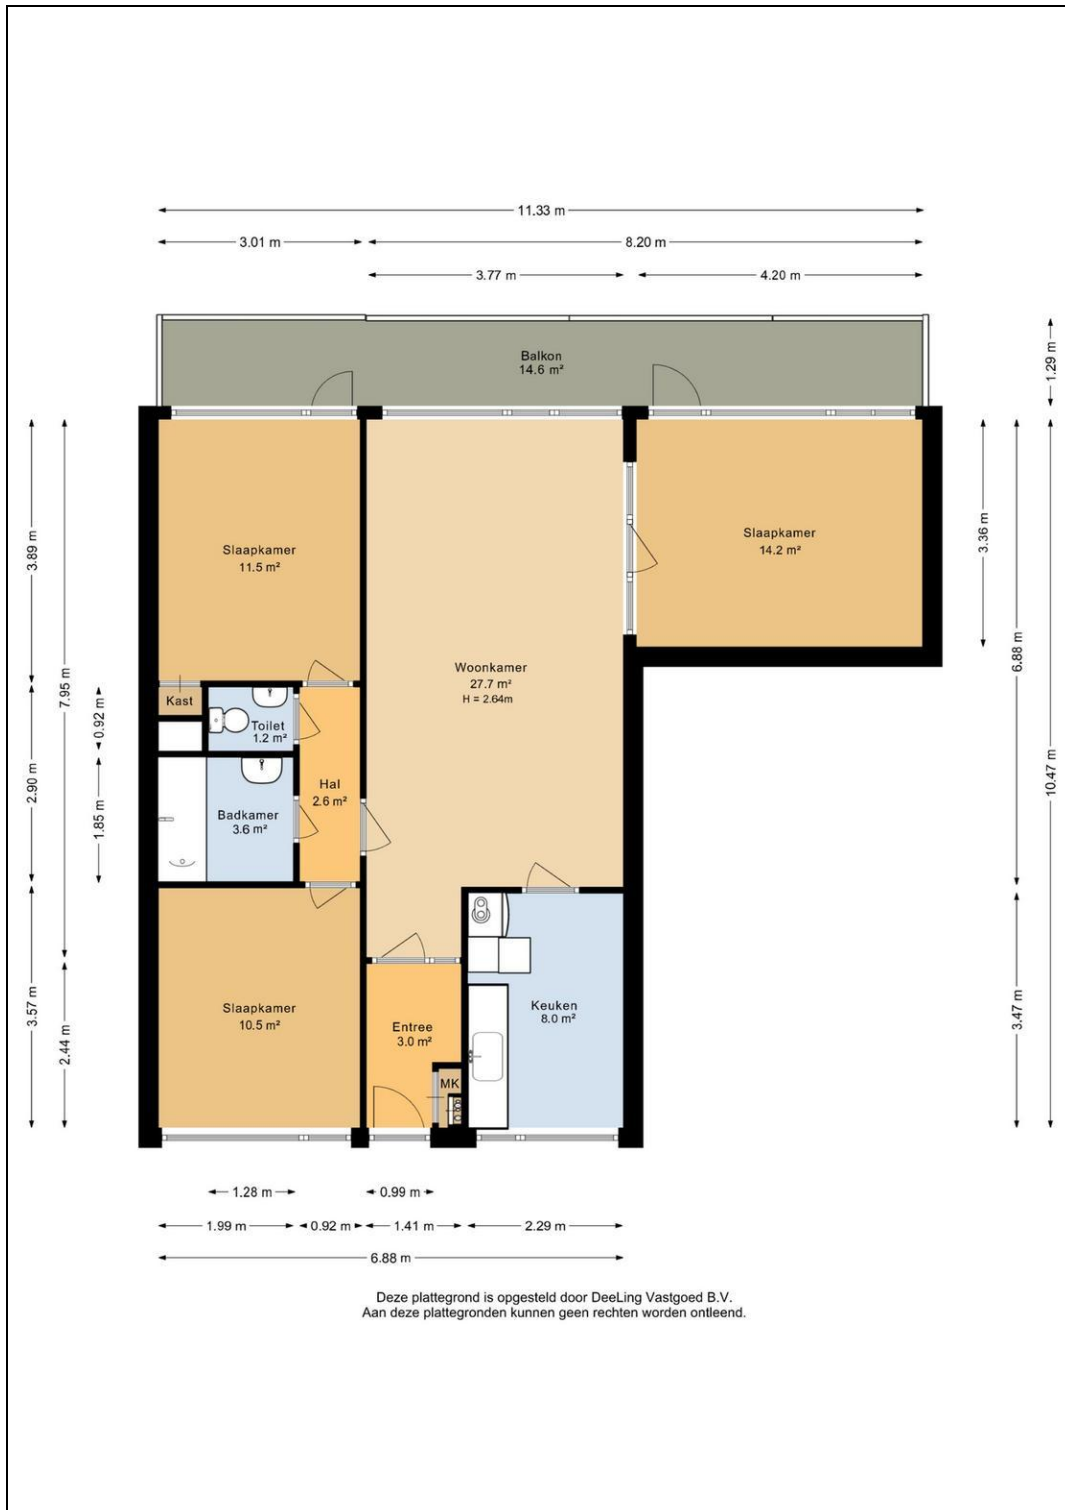 11.33 m
3.01 m
8.20 m
3.77 m
4.20 m
Balkon
14.6 m²
1.29 m
3.89 m
7.95 m
Slaapkamer
11.5 m²
Slaapkamer
14.2 m²
3.36 m
6.88 m
10.47 m
Woonkamer
27.7 m²
H = 2.64m
Kast
Toilet
1.2 m²
0.92 m
2.90 m
1.85 m
Hal
2.6 m²
Badkamer
3.6 m²
3.57 m
2.44 m
Slaapkamer
10.5 m²
Entree
3.0 m²
MK
Keuken
8.0 m²
3.47 m
1.28 m
0.99 m
1.99 m
0.92 m
1.41 m
2.29 m
6.88 m
Deze plattegrond is opgesteld door DeeLing Vastgoed B.V.
Aan deze plattegronden kunnen geen rechten worden ontleend.